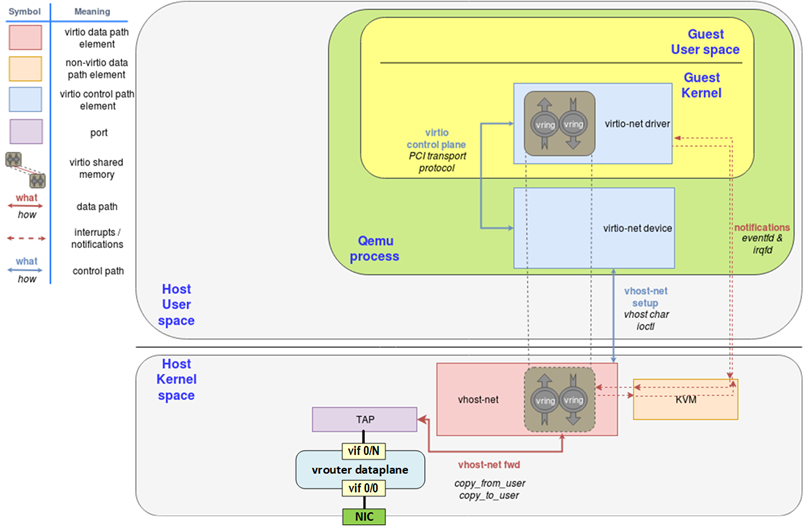 Symbol
Meaning
virtio data path
element
non-virtio data
path element
virtio control path
element
port
virtio shared
memory
what
how
data path
interrupts /
notifications
what
how
control path
Guest
User space
Guest
Kernel
vring
vring
virtio-net driver
virtio
control plane
PCI transport
protocol
virtio-net device
Qemu
process
notifications
eventfd &
irqfd
Host
User
space
vhost-net
setup
vhost char
ioctl
Host
Kernel
space
vhost-net
vring
vring
KVM
TAP
vif 0/N
vrouter dataplane
vif 0/0
NIC
vhost-net fwd
copy_from_user
copy_to_user